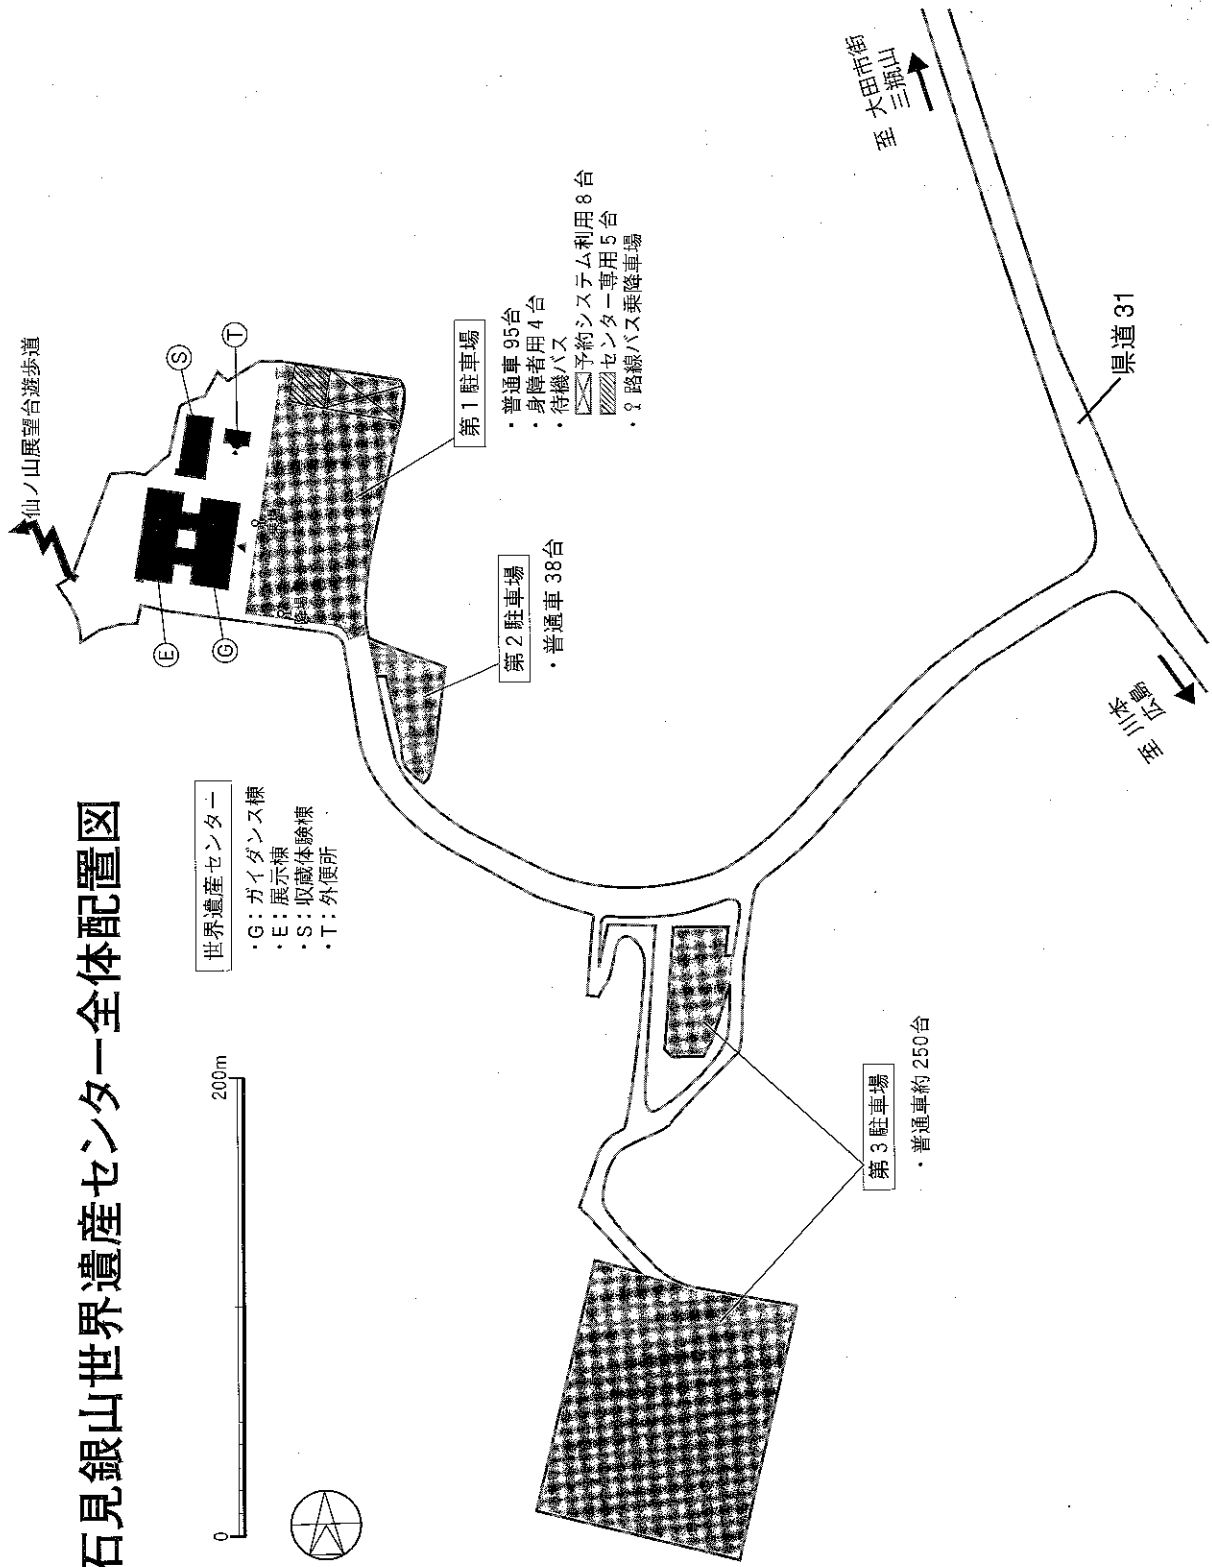 石見銀山世界遺産センター全体配置図
仙ノ山展望台遊歩道
世界遺産センター
・G：ガイダンス棟
・E：展示棟
・S：収蔵体験棟
・T：外便所
E
G
S
T
第1駐車場
・普通車 95台
・身障者用 4台
・待機バス
予約システム利用 8台
センター専用 5台
・路線バス乗降車場
第2駐車場
・普通車 38台
第3駐車場
・普通車約 250台
0
200m
至 大田市街
三瓶山
県道 31
至 川本
広島